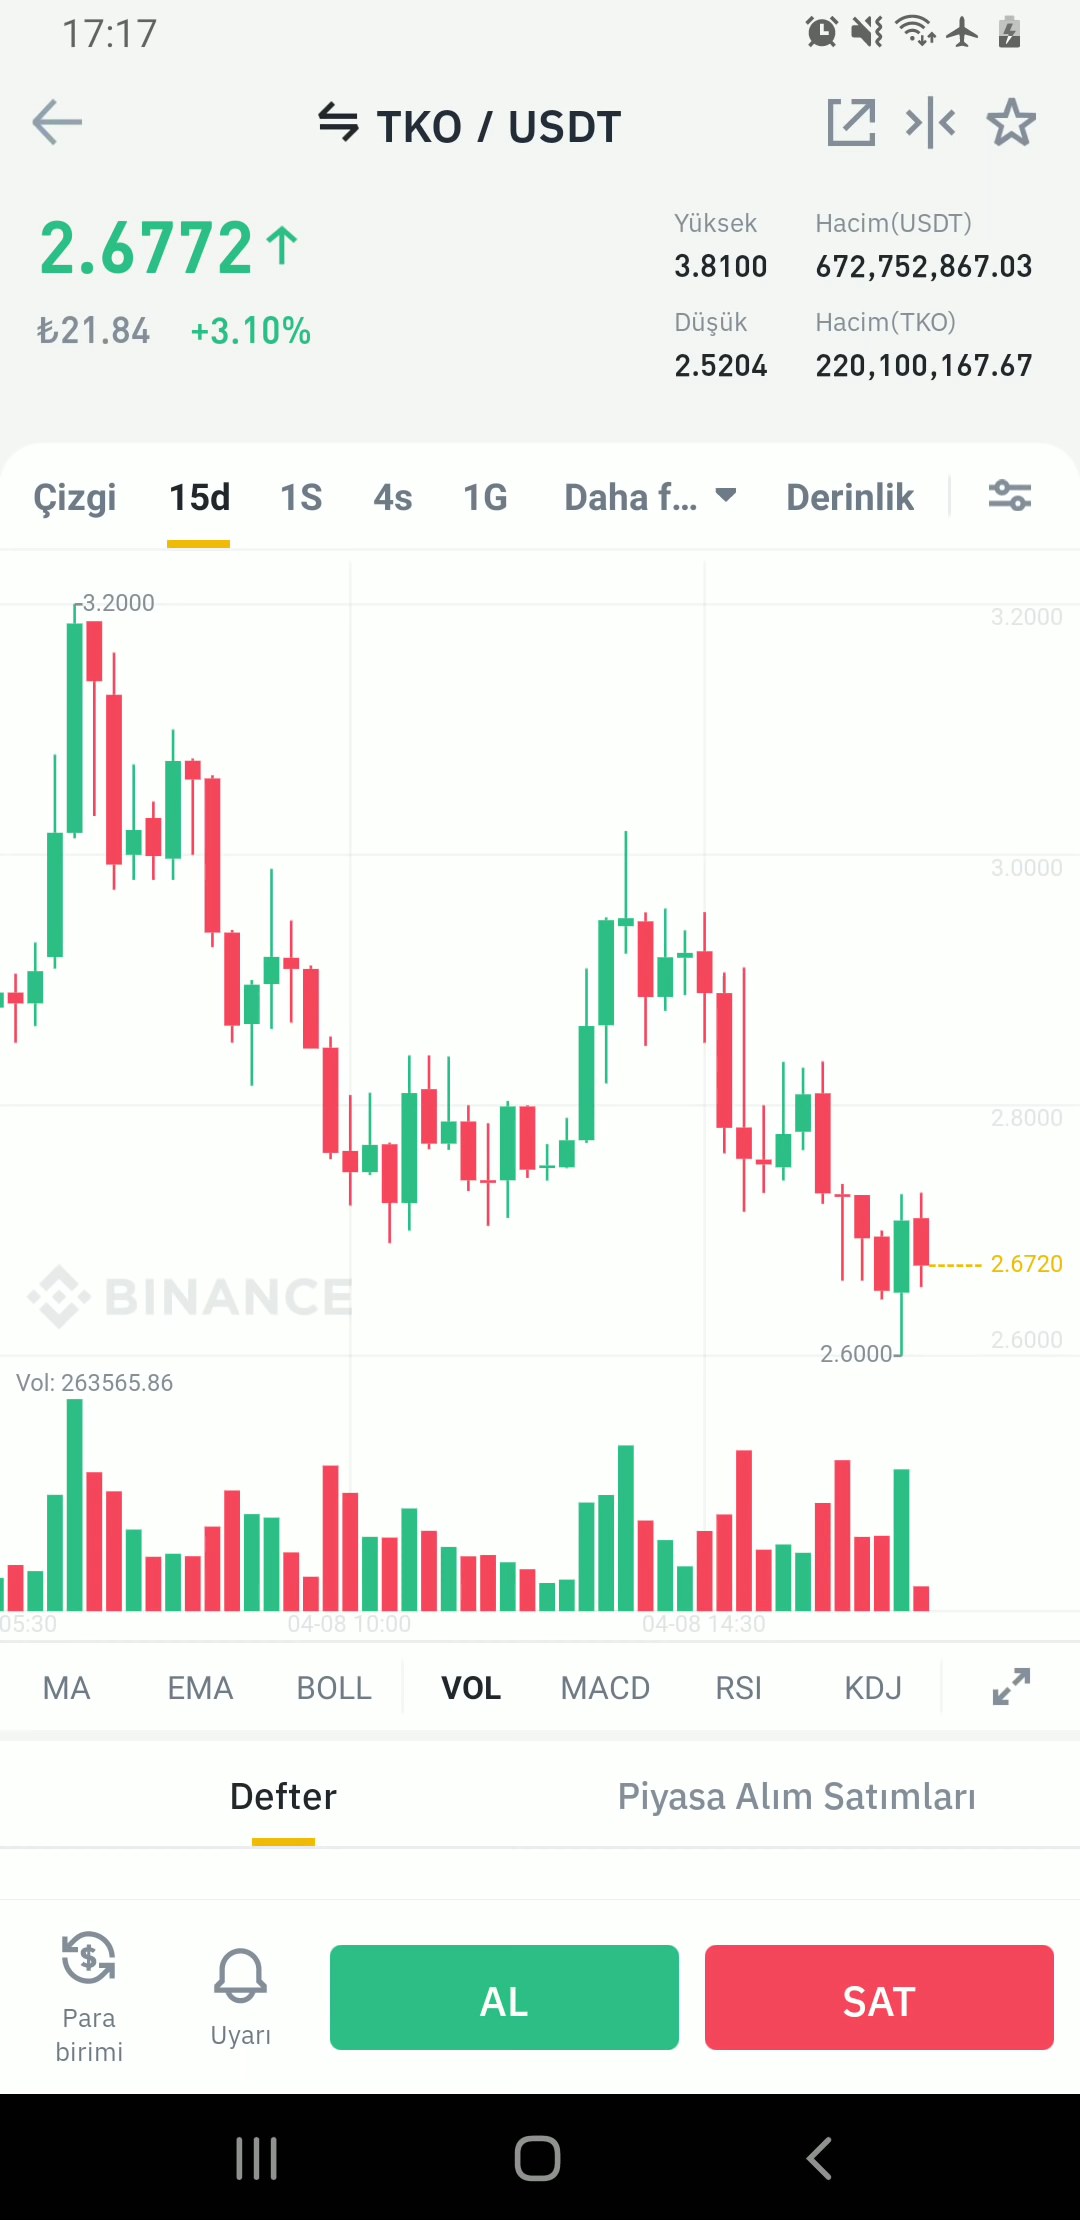 17:17
TKO / USDT
2.6772
₺21.84 +3.10%
Yüksek Hacim(USDT)
3.8100 672,752,867.03
Düşük Hacim(TKO)
2.5204 220,100,167.67
Çizgi 15d 1S 4s 1G Daha f... Derinlik
3.2000
3.2000
3.0000
2.8000
2.6720
BINANCE
2.6000
2.6000
Vol: 263565.86
05:30 04-08 10:00 04-08 14:30
MA EMA BOLL VOL MACD RSI KDJ
Defter Piyasa Alım Satımları
Para
birimi
Uyarı
AL
SAT